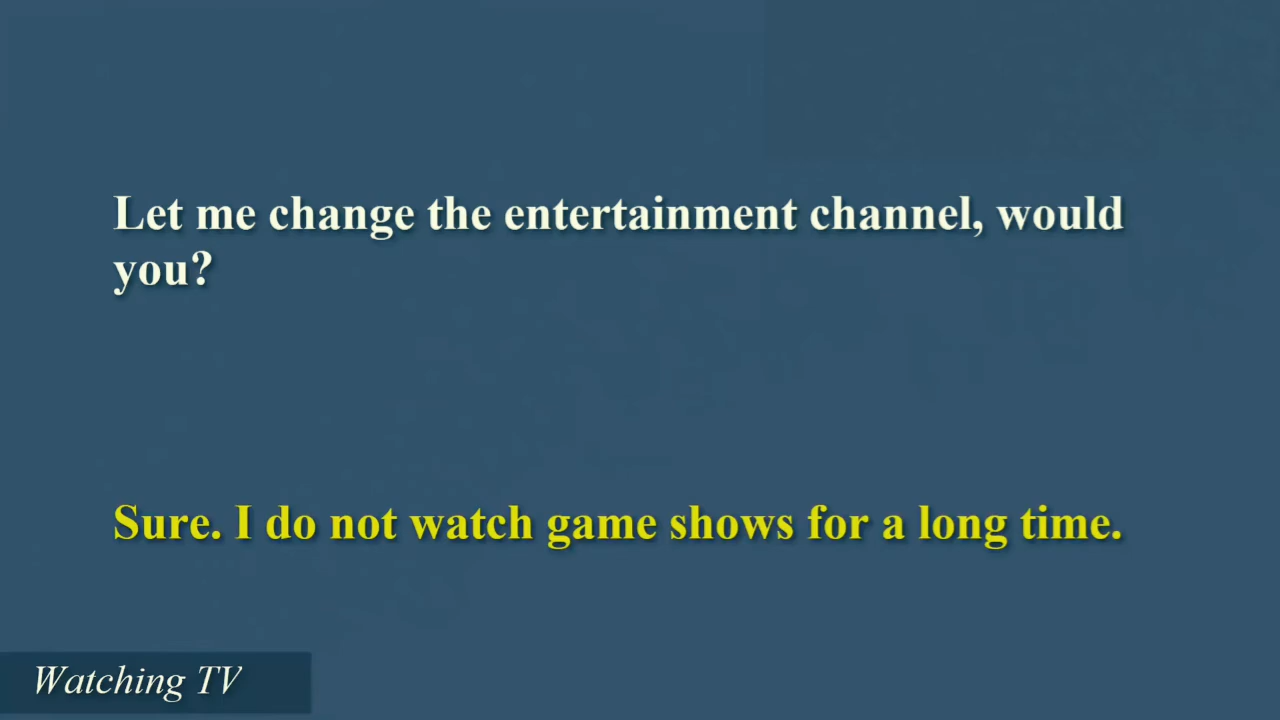 Let me change the entertainment channel, would
you?
Sure. I do not watch game shows for a long time.
Watching TV